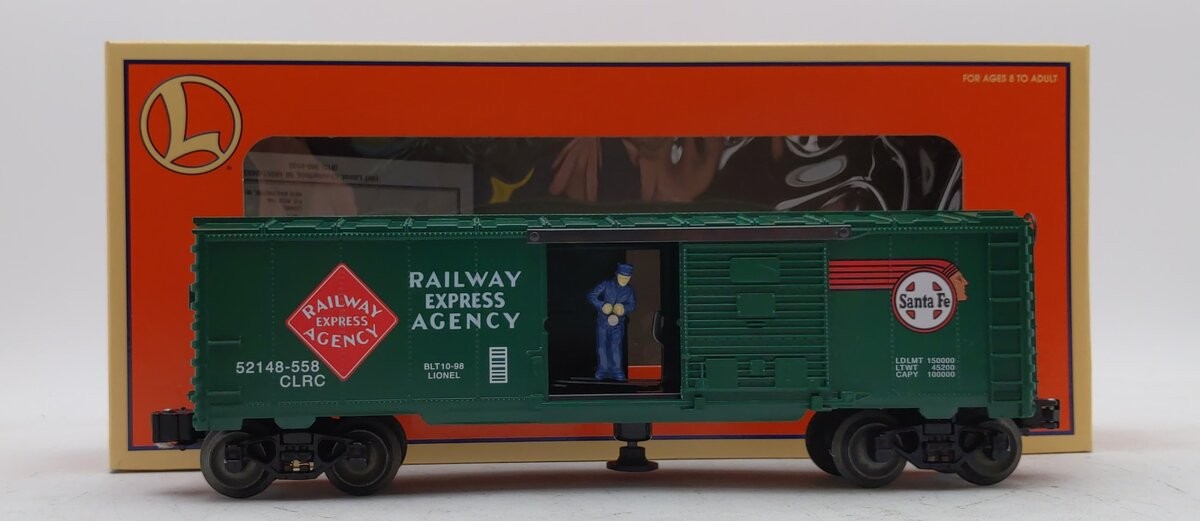 L
FOR AGES 8 TO ADULT
RAILWAY
EXPRESS
AGENCY
RAILWAY
EXPRESS
AGENCY
52148-558
CLRC
BLT10-98
LIONEL
Santa Fe
LDLMT 150000
LTWT 45200
CAPY 100000